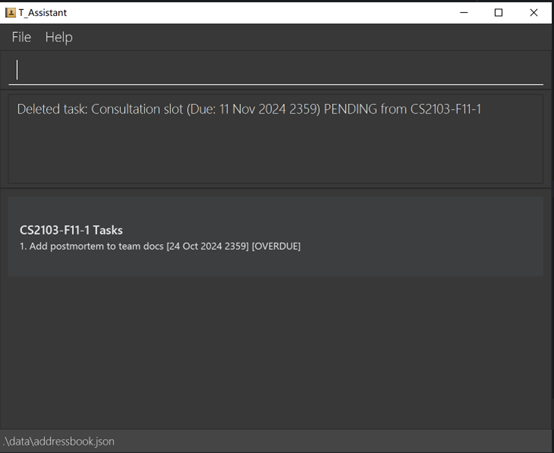 T_Assistant
File Help
Deleted task: Consultation slot (Due: 11 Nov 2024 2359) PENDING from CS2103-F11-1
CS2103-F11-1 Tasks
1. Add postmortem to team docs [24 Oct 2024 2359] [OVERDUE]
.\data\addressbook.json